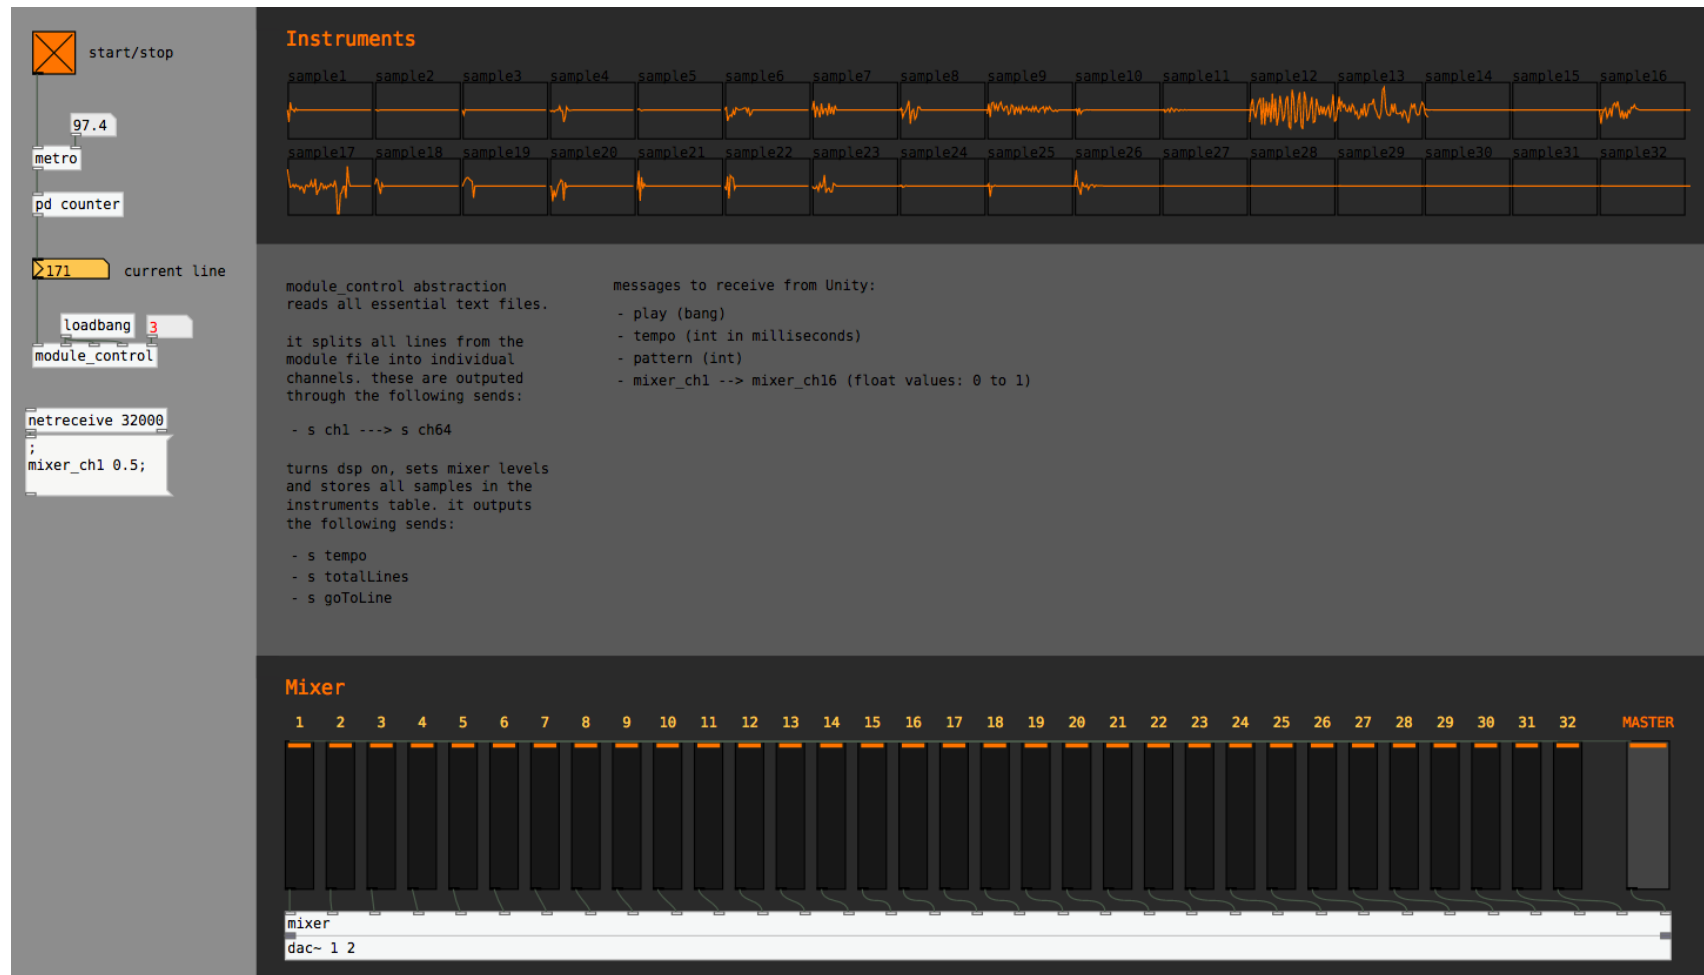 start/stop
97.4
metro
pd counter
171
current line
loadbang
3
module_control
netreceive 32000
;
mixer_ch1 0.5;
Instruments
sample1 sample2 sample3 sample4 sample5 sample6 sample7 sample8 sample9 sample10 sample11 sample12 sample13 sample14 sample15 sample16
sample17 sample18 sample19 sample20 sample21 sample22 sample23 sample24 sample25 sample26 sample27 sample28 sample29 sample30 sample31 sample32
module_control abstraction
reads all essential text files.
it splits all lines from the
module file into individual
channels. these are outputed
through the following sends:
- s ch1 ---> s ch64
turns dsp on, sets mixer levels
and stores all samples in the
instruments table. it outputs
the following sends:
- s tempo
- s totalLines
- s goToLine
messages to receive from Unity:
- play (bang)
- tempo (int in milliseconds)
- pattern (int)
- mixer_ch1 --> mixer_ch16 (float values: 0 to 1)
Mixer
1 2 3 4 5 6 7 8 9 10 11 12 13 14 15 16 17 18 19 20 21 22 23 24 25 26 27 28 29 30 31 32 MASTER
mixer
dac~ 1 2